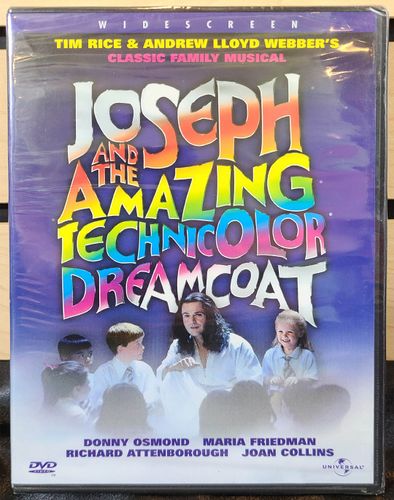 WIDESCREEN
TIM RICE & ANDREW LLOYD WEBBER'S
CLASSIC FAMILY MUSICAL
JOSEPH
AND THE
AMAZING
TECHNICOLOR
DREAMCOAT
DONNY OSMOND MARIA FRIEDMAN
RICHARD ATTENBOROUGH JOAN COLLINS
DVD
VIDEO
UNIVERSAL